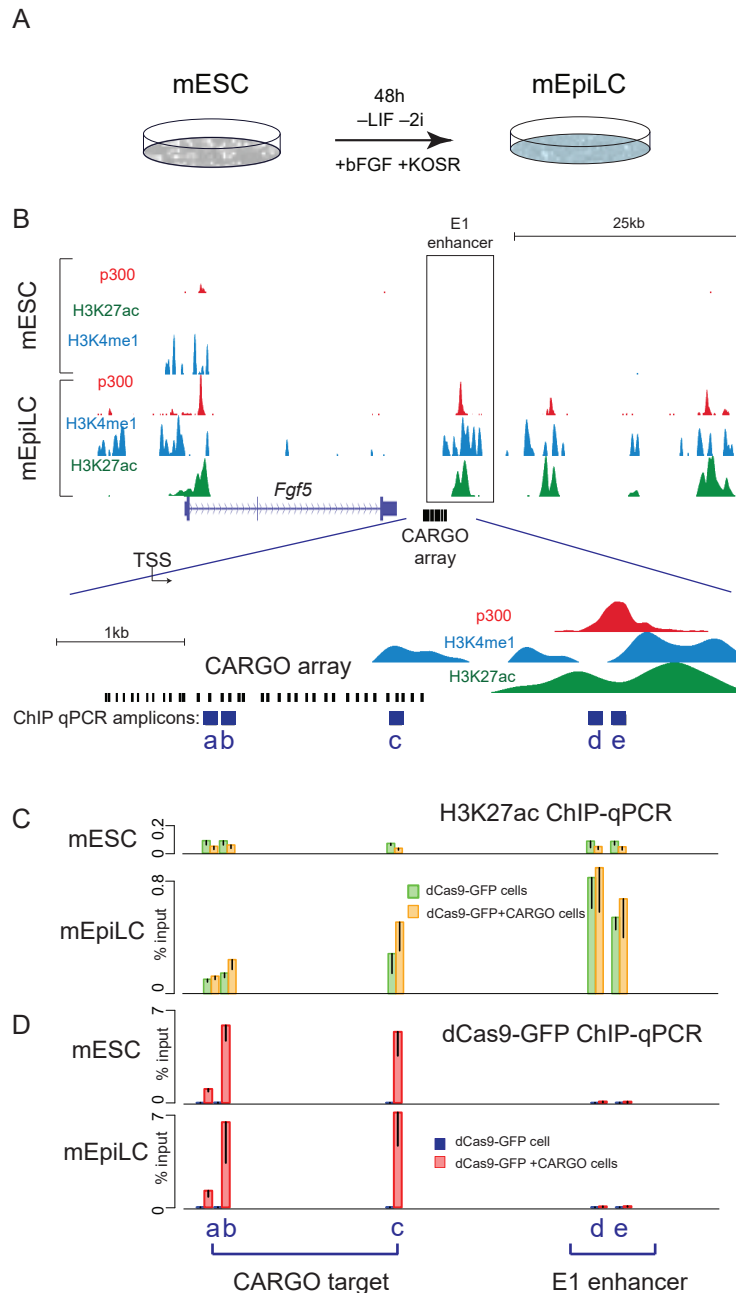 A
mESC
mEpiLC
48h
–LIF –2i
+bFGF +KOSR
B
E1
enhancer
25kb
mESC
p300
H3K27ac
H3K4me1
mEpiLC
p300
H3K4me1
H3K27ac
Fgf5
CARGO
array
TSS
1kb
p300
H3K4me1
H3K27ac
CARGO array
ChIP qPCR amplicons:
a b c d e
C
H3K27ac ChIP-qPCR
mESC
0.2
0
mEpiLC
% input
0.8
0
dCas9-GFP cells
dCas9-GFP+CARGO cells
D
dCas9-GFP ChIP-qPCR
mESC
% input
7
0
mEpiLC
% input
7
0
dCas9-GFP cell
dCas9-GFP +CARGO cells
a b c d e
CARGO target
E1 enhancer